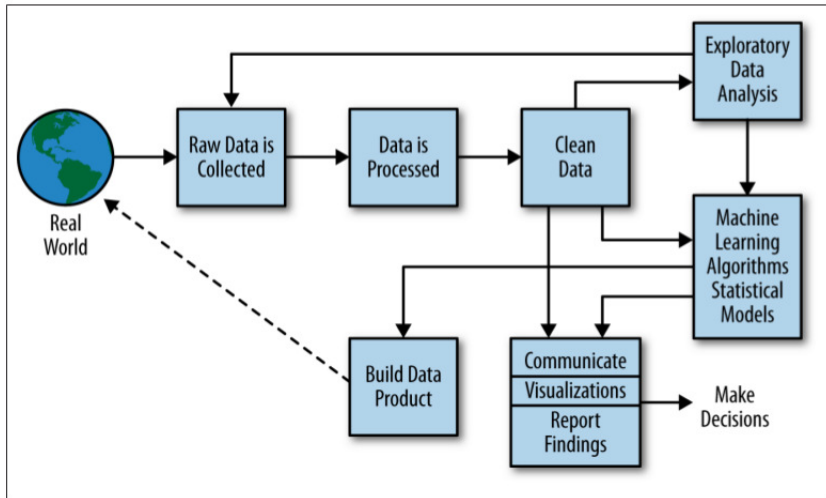 Real
World
Raw Data is
Collected
Data is
Processed
Clean
Data
Exploratory
Data
Analysis
Machine
Learning
Algorithms
Statistical
Models
Build Data
Product
Communicate
Visualizations
Report
Findings
Make
Decisions